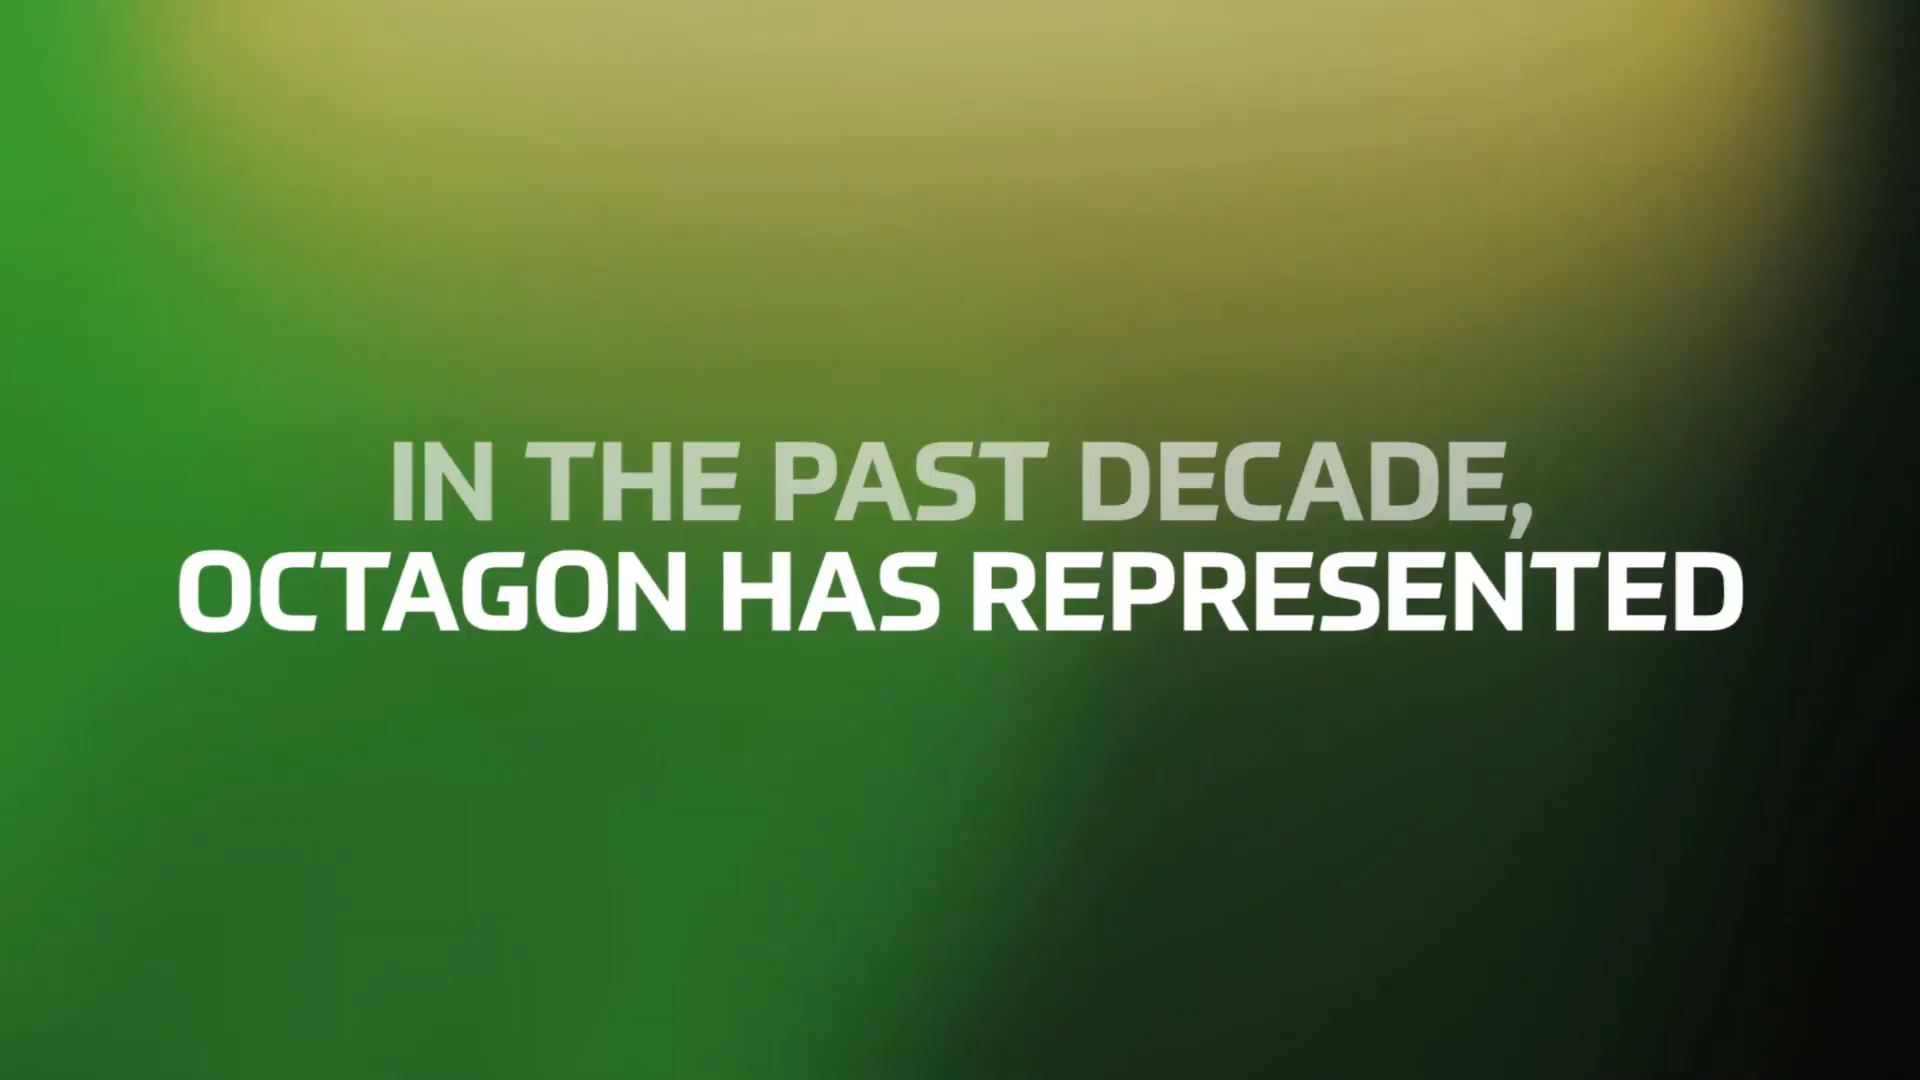 IN THE PAST DECADE,
OCTAGON HAS REPRESENTED